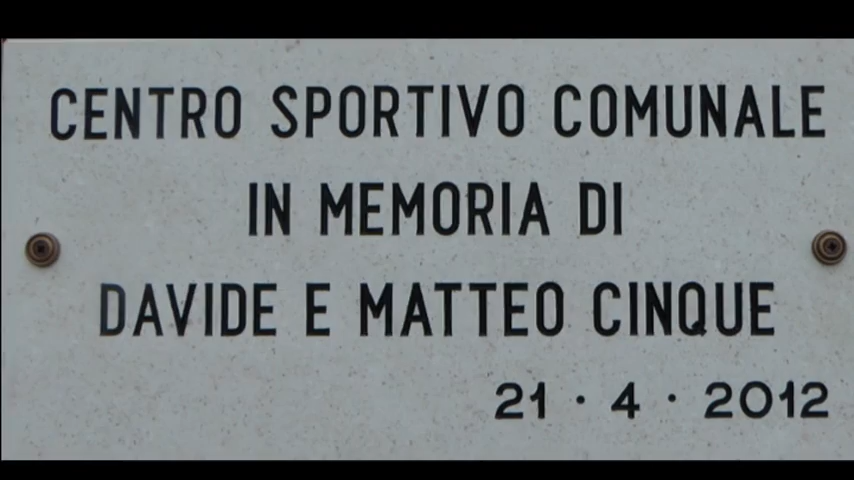 CENTRO SPORTIVO COMUNALE
IN MEMORIA DI
DAVIDE E MATTEO CINQUE
21 · 4 · 2012